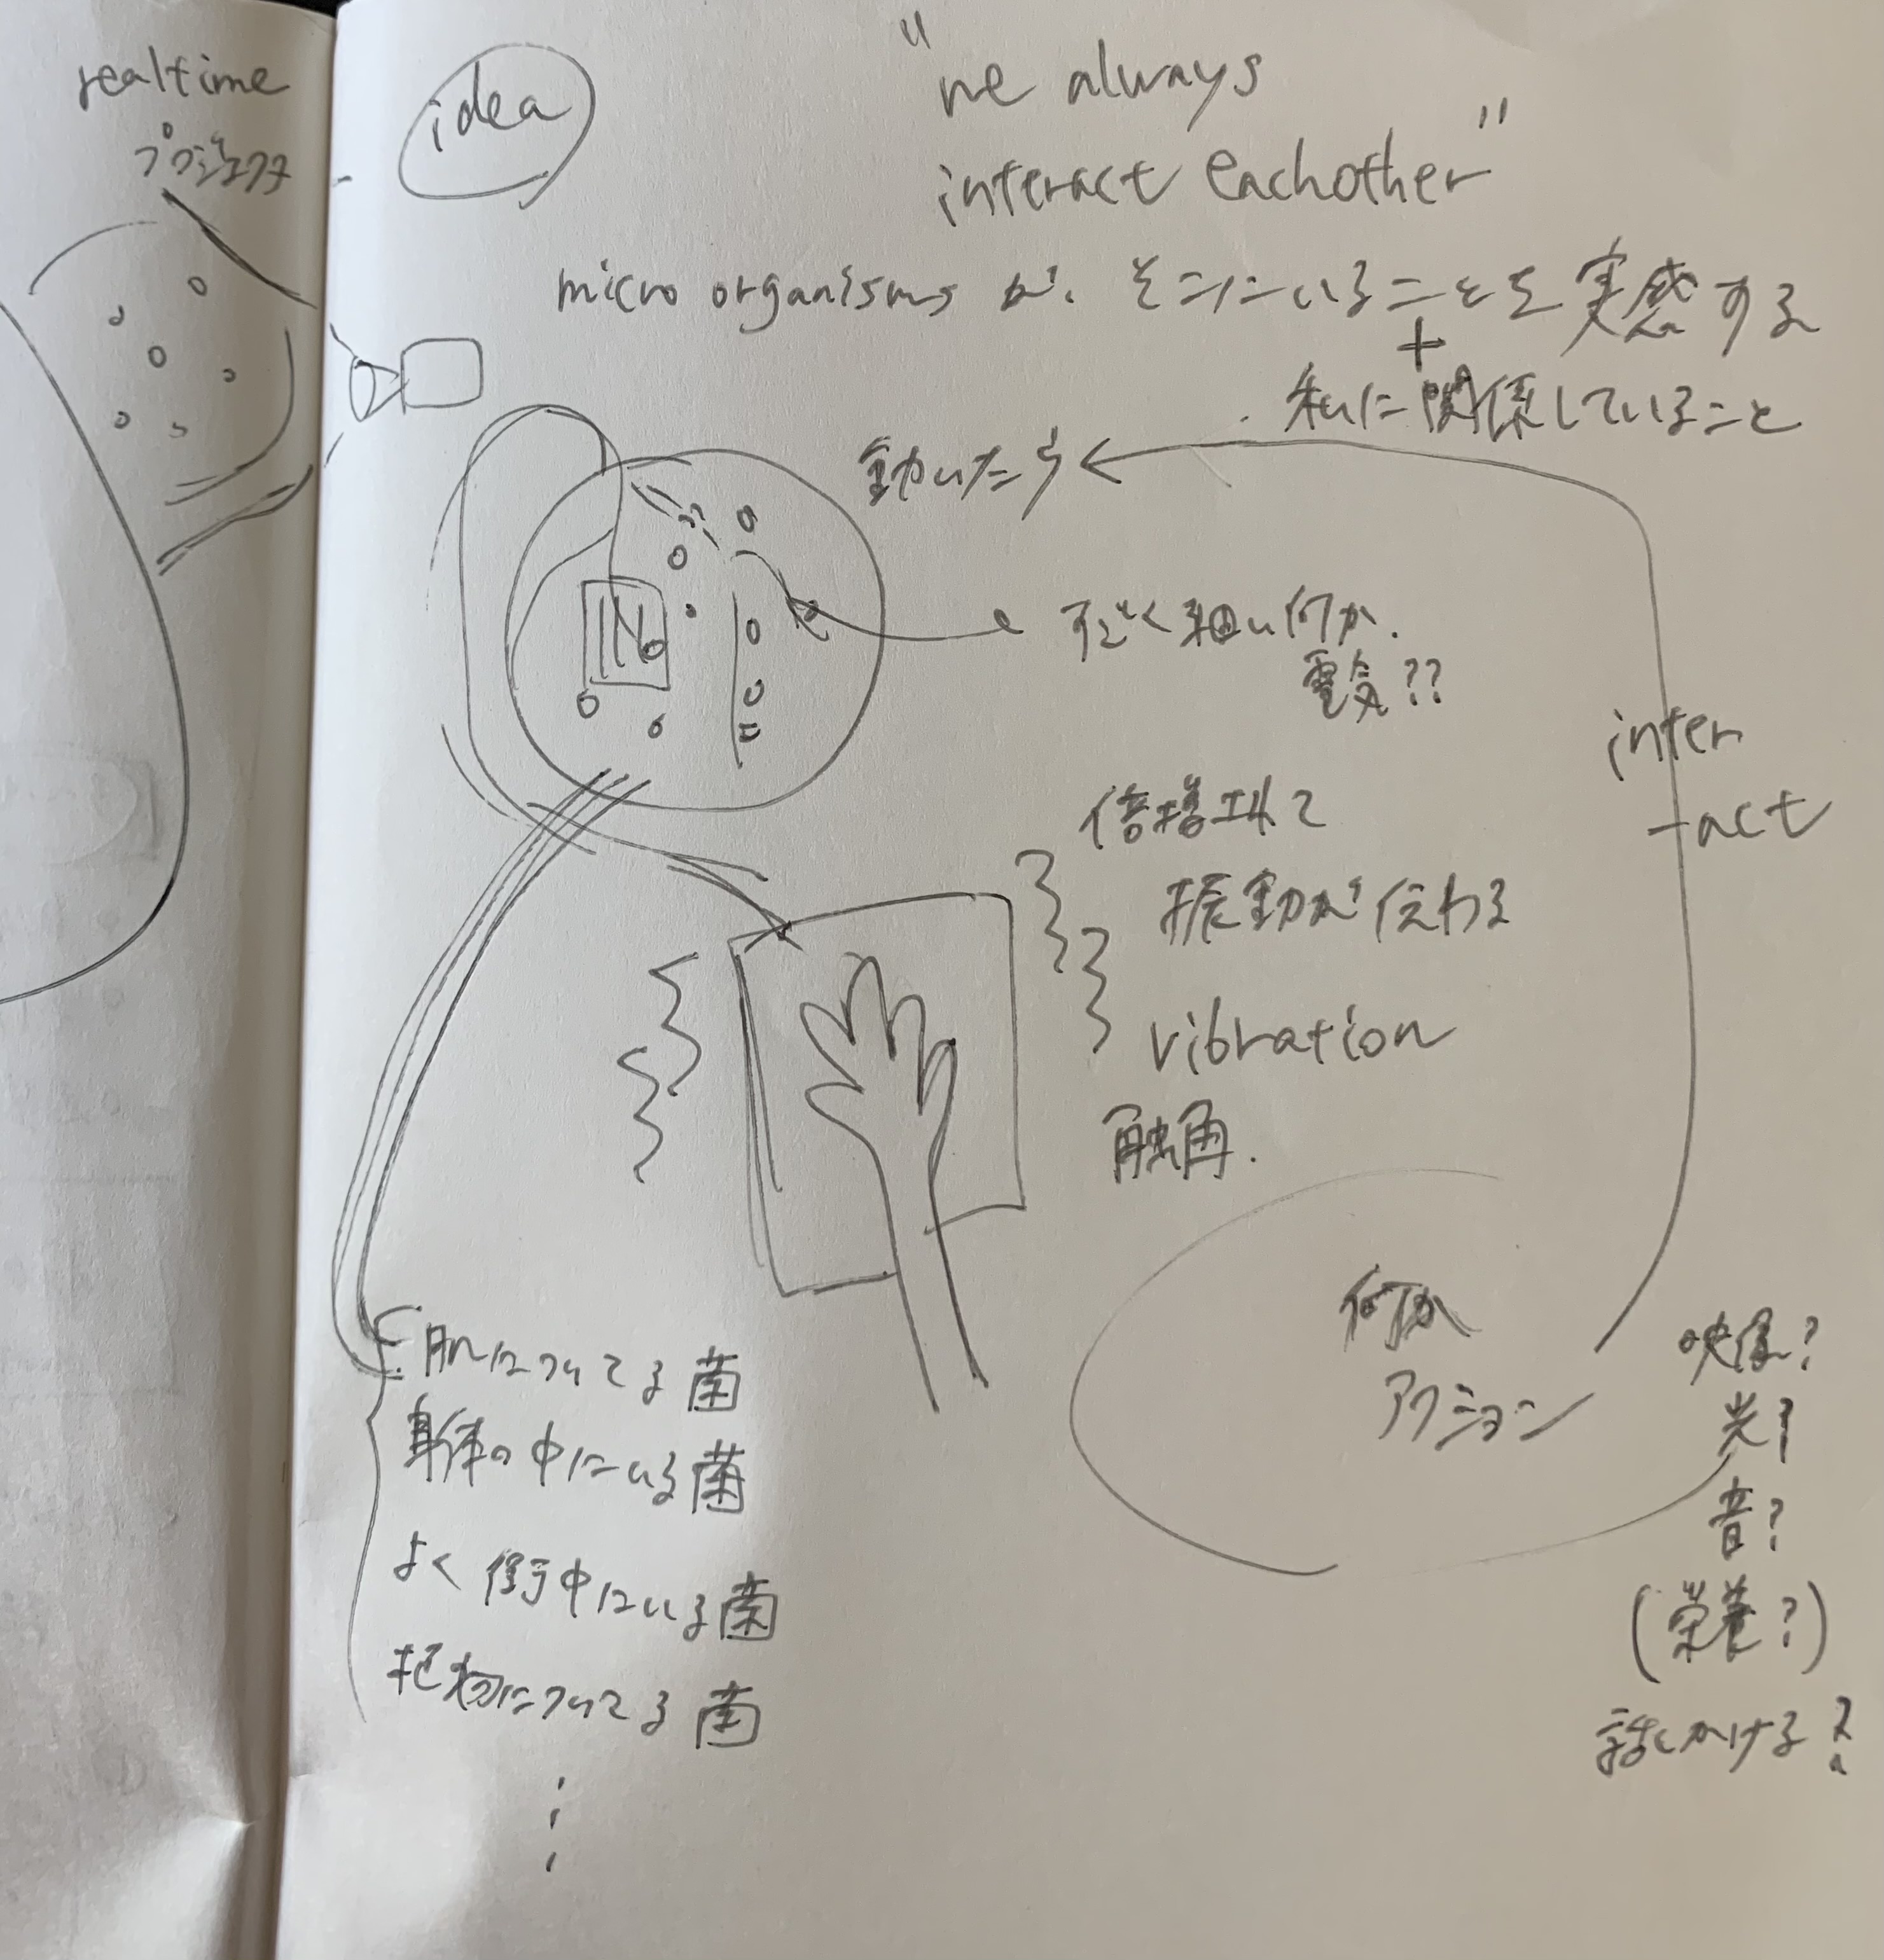 realtime
プロジェクタ
idea
"we always
interact eachother"
micro organisms が、そこにいることを実感する
+
・私に関係していること
動いたら
すごく細い何か.
電気??
inter
-act
倍増されて
振動が伝わる
vibration
触角.
何か
アクション
映像?
光?
音?
(栄養?)
話しかける?
肌についてる菌
身体の中にいる菌
よく街中にいる菌
についてる菌